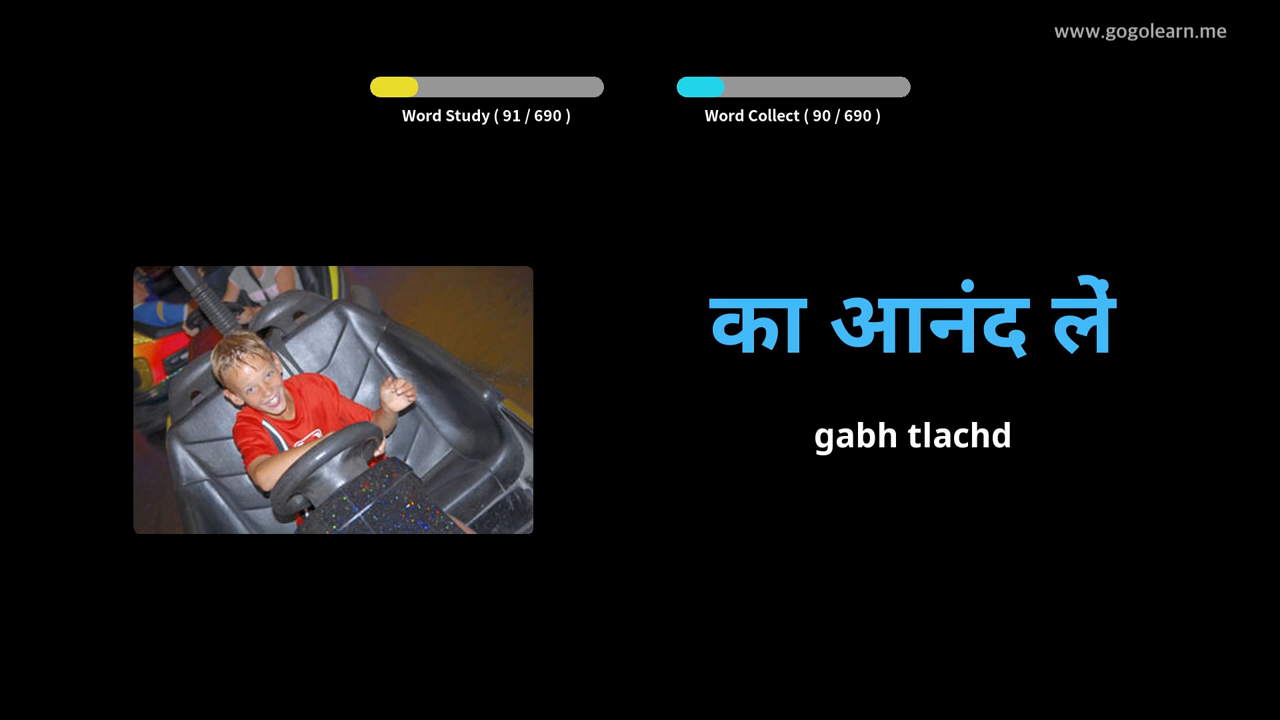 www.gogolearn.me
Word Study ( 91 / 690 )
Word Collect ( 90 / 690 )
का आनंद लें
gabh tlachd